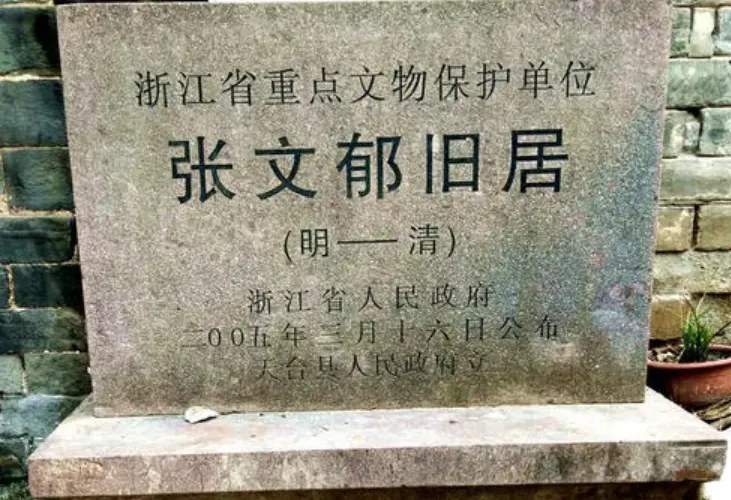 浙江省重点文物保护单位
张文郁旧居
(明——清)
浙江省人民政府
二00五年三月十六日公布
天台县人民政府立